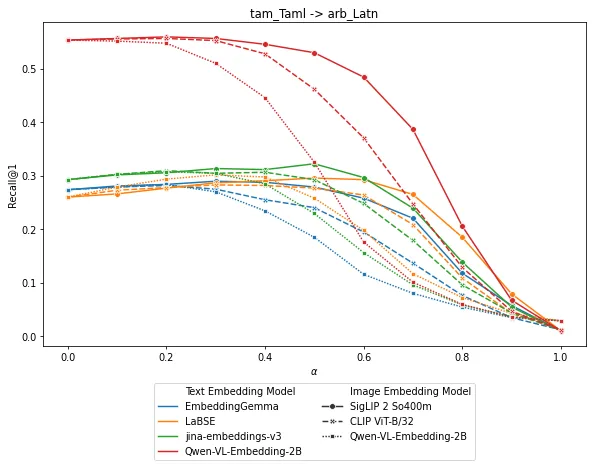 tam_Taml -> arb_Latn
Recall@1
0.5
0.4
0.3
0.2
0.1
0.0
0.0 0.2 0.4 0.6 0.8 1.0
α
Text Embedding Model
EmbeddingGemma
LaBSE
jina-embeddings-v3
Qwen-VL-Embedding-2B
Image Embedding Model
SigLIP 2 So400m
CLIP ViT-B/32
Qwen-VL-Embedding-2B